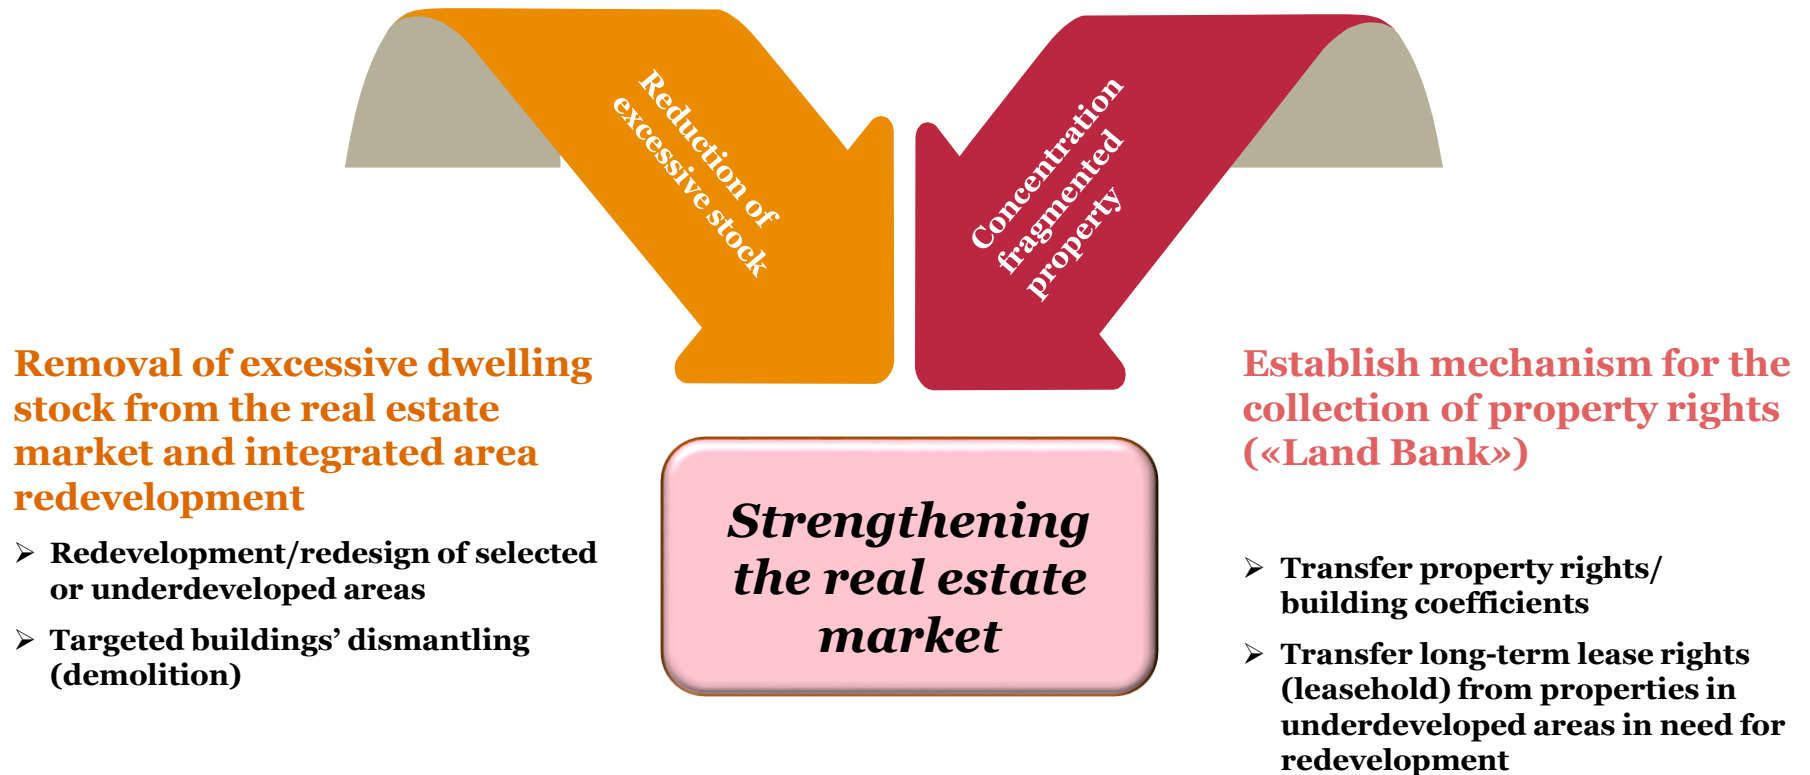 Reduction of
excessive stock
Concentration
fragmented
property
Removal of excessive dwelling
stock from the real estate
market and integrated area
redevelopment
➢ Redevelopment/redesign of selected
or underdeveloped areas
➢ Targeted buildings’ dismantling
(demolition)
Strengthening
the real estate
market
Establish mechanism for the
collection of property rights
(«Land Bank»)
➢ Transfer property rights/
building coefficients
➢ Transfer long-term lease rights
(leasehold) from properties in
underdeveloped areas in need for
redevelopment